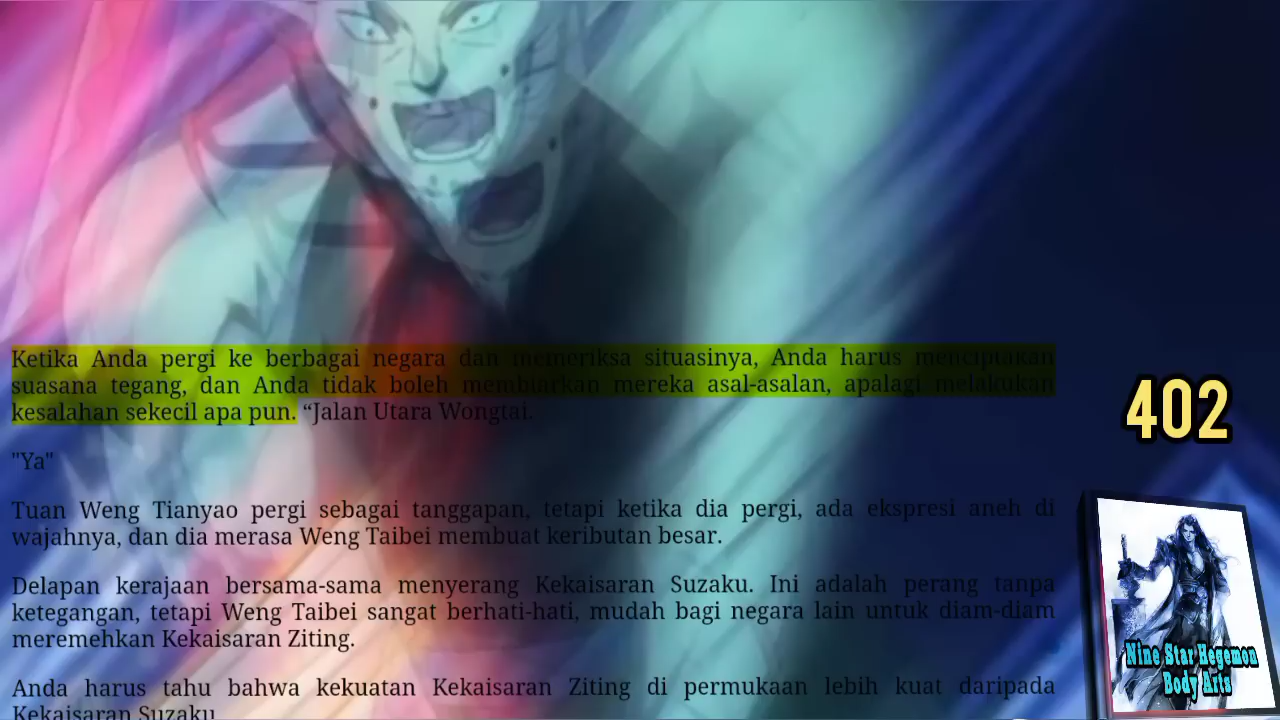 Ketika Anda pergi ke berbagai negara dan memeriksa situasinya, Anda harus menciptakan
suasana tegang, dan Anda tidak boleh membiarkan mereka asal-asalan, apalagi melakukan
kesalahan sekecil apa pun. “Jalan Utara Wongtai.
"Ya"
Tuan Weng Tianyao pergi sebagai tanggapan, tetapi ketika dia pergi, ada ekspresi aneh di
wajahnya, dan dia merasa Weng Taibei membuat keributan besar.
Delapan kerajaan bersama-sama menyerang Kekaisaran Suzaku. Ini adalah perang tanpa
ketegangan, tetapi Weng Taibei sangat berhati-hati, mudah bagi negara lain untuk diam-diam
meremehkan Kekaisaran Ziting.
Anda harus tahu bahwa kekuatan Kekaisaran Ziting di permukaan lebih kuat daripada
Kekaisaran Suzaku
402
Nine Star Hegemon
Body Arts